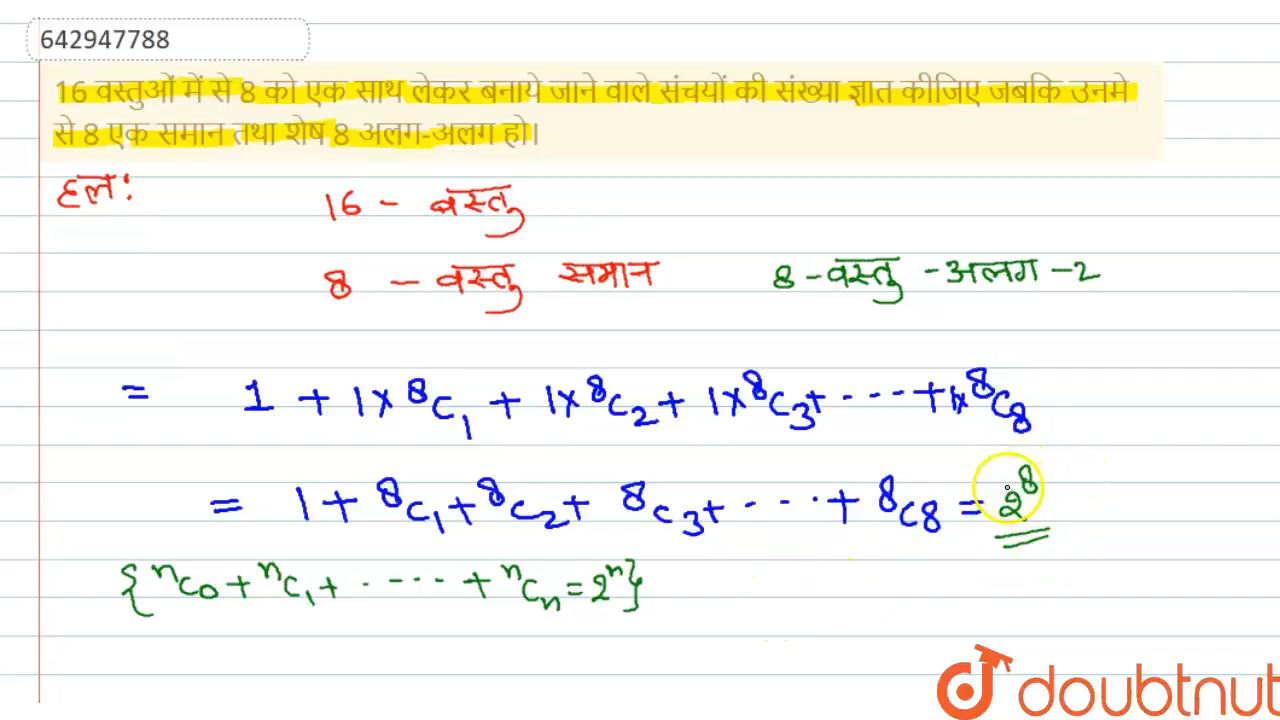 642947788
16 वस्तुओं में से 8 को एक साथ लेकर बनाये जाने वाले संचयों की संख्या ज्ञात कीजिए जबकि उनमे
से 8 एक समान तथा शेष 8 अलग-अलग हो।
हल:
16 - वस्तु
8 - वस्तु समान 8 - वस्तु - अलग - 2
= 1 + 1×⁸C₁ + 1×⁸C₂ + 1×⁸C₃ + ---- + 1×⁸C₈
= 1 + ⁸C₁ + ⁸C₂ + ⁸C₃ + ---- + ⁸C₈ = 2⁸
{ⁿC₀ + ⁿC₁ + ----- + ⁿCₙ = 2ⁿ}
doubtnut